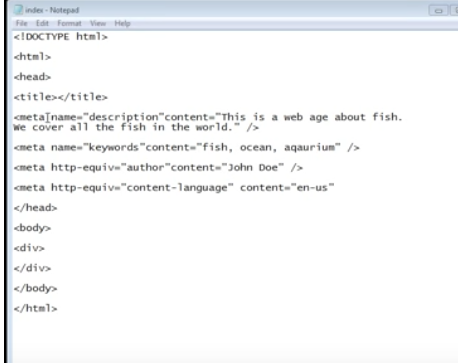 index - Notepad
File Edit Format View Help
<!DOCTYPE html>
<html>
<head>
<title></title>
<meta name="description"content="This is a web age about fish.
We cover all the fish in the world." />
<meta name="keywords"content="fish, ocean, aqaurium" />
<meta http-equiv="author"content="John Doe" />
<meta http-equiv="content-language" content="en-us"
</head>
<body>
<div>
</div>
</body>
</html>